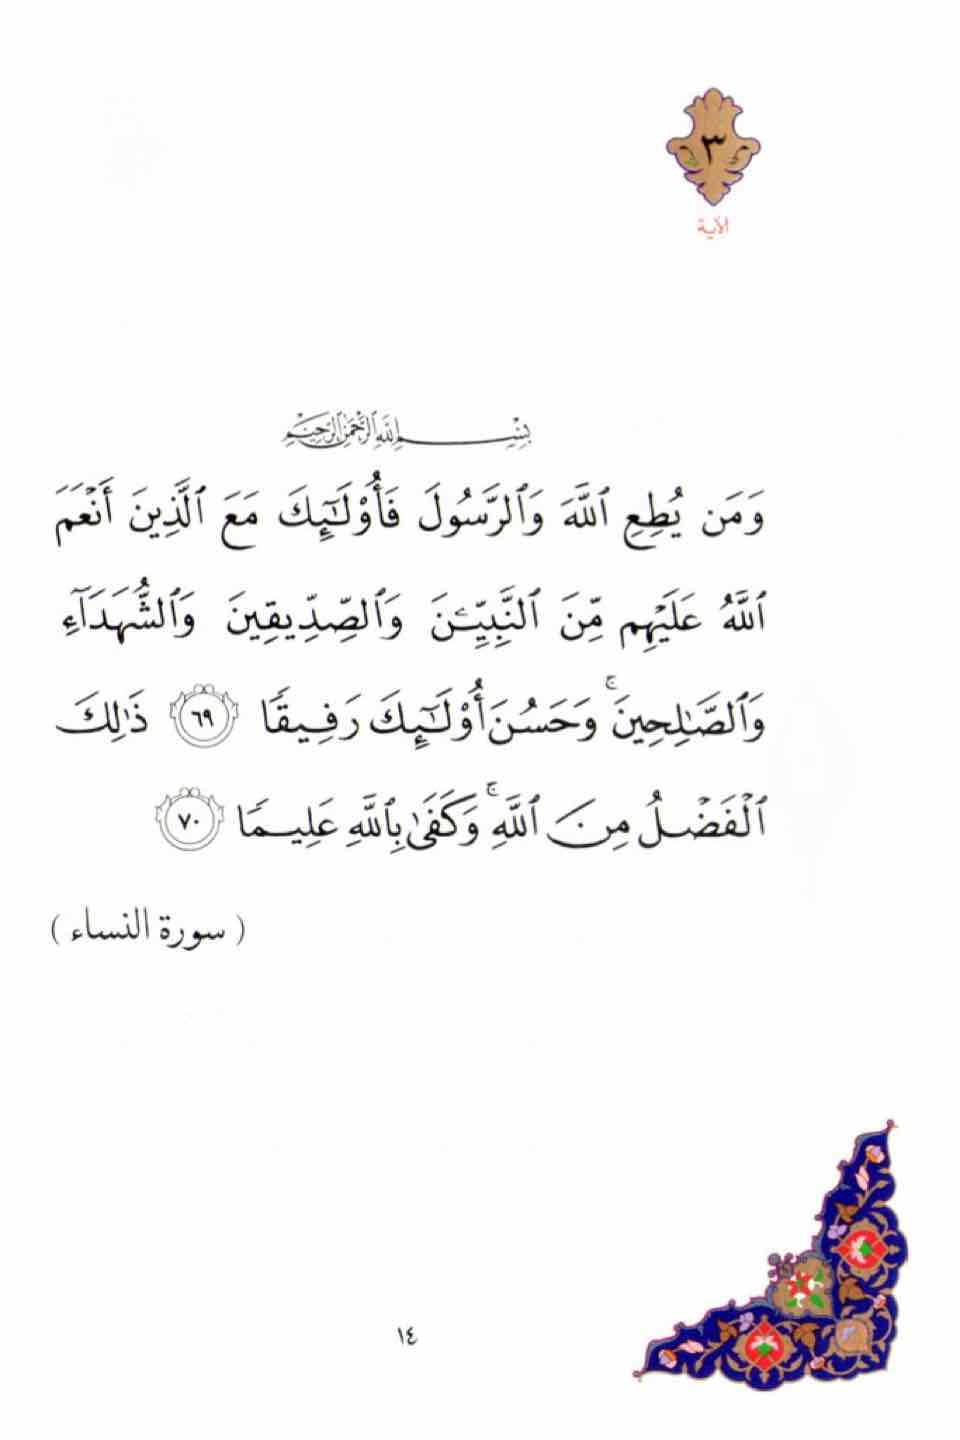 ٣
الآية
بِسْمِ اللَّهِ الرَّحْمَٰنِ الرَّحِيمِ
وَمَن يُطِعِ ٱللَّهَ وَٱلرَّسُولَ فَأُو۟لَٰٓئِكَ مَعَ ٱلَّذِينَ أَنْعَمَ
ٱللَّهُ عَلَيْهِم مِّنَ ٱلنَّبِيِّـۧنَ وَٱلصِّدِّيقِينَ وَٱلشُّهَدَآءِ
وَٱلصَّٰلِحِينَ ۚ وَحَسُنَ أُو۟لَٰٓئِكَ رَفِيقًا ٦٩ ذَٰلِكَ
ٱلْفَضْلُ مِنَ ٱللَّهِ ۚ وَكَفَىٰ بِٱللَّهِ عَلِيمًا ٧٠
( سورة النساء )
١٤